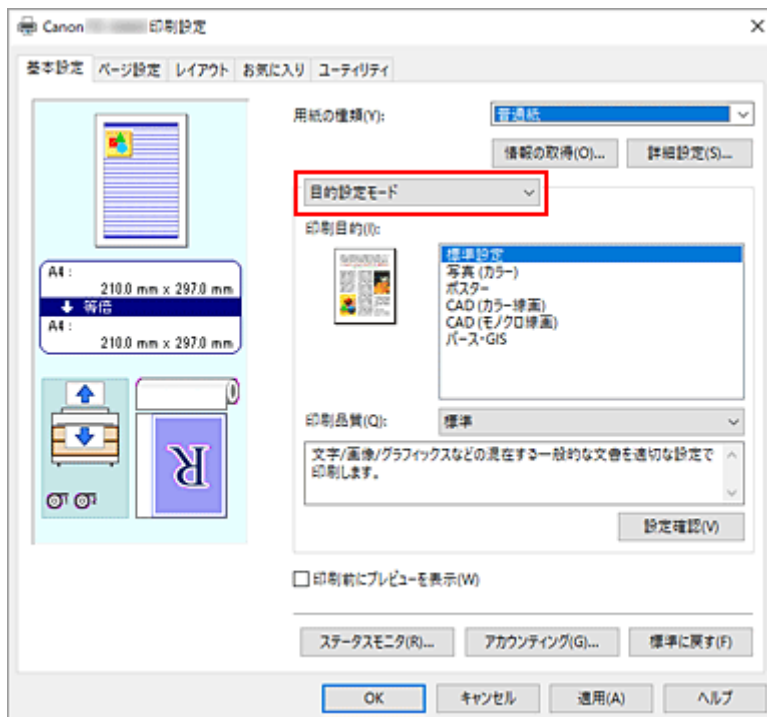 Canon 印刷設定
基本設定 ページ設定 レイアウト お気に入り ユーティリティ
用紙の種類(Y):
普通紙
情報の取得(O)...
詳細設定(S)...
目的設定モード
印刷目的(I):
標準設定
写真 (カラー)
ポスター
CAD (カラー線画)
CAD (モノクロ線画)
パース・GIS
A4 :
210.0 mm x 297.0 mm
等倍
A4 :
210.0 mm x 297.0 mm
R
印刷品質(Q):
標準
文字/画像/グラフィックスなどの混在する一般的な文書を適切な設定で
印刷します。
設定確認(V)
印刷前にプレビューを表示(W)
ステータスモニタ(R)...
アカウンティング(G)...
標準に戻す(F)
OK
キャンセル
適用(A)
ヘルプ